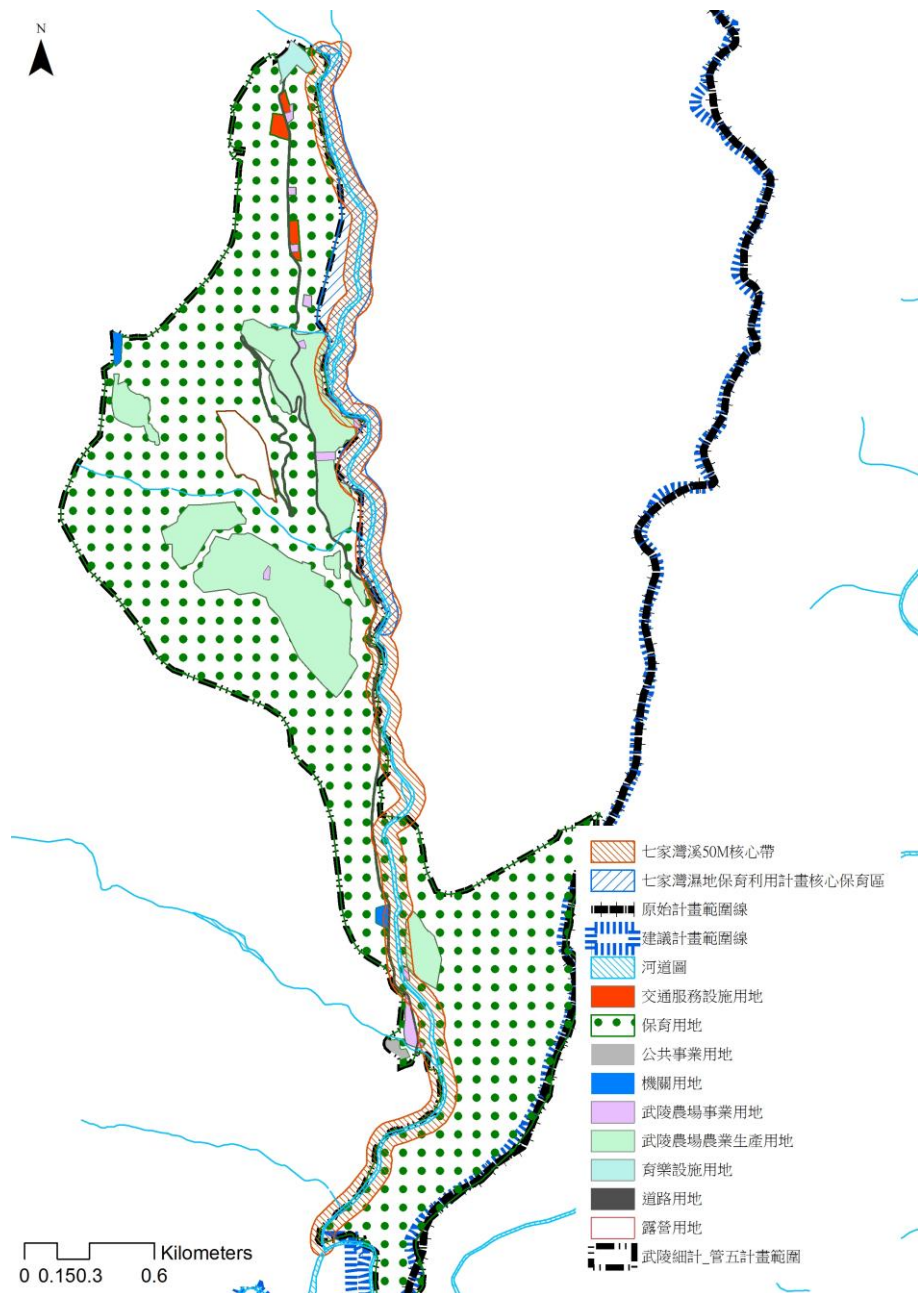 N
七家灣溪50M核心帶
七家灣濕地保育利用計畫核心保育區
原始計畫範圍線
建議計畫範圍線
河道圖
交通服務設施用地
保育用地
公共事業用地
機關用地
武陵農場事業用地
武陵農場農業生產用地
育樂設施用地
道路用地
露營用地
武陵細計_管五計畫範圍
Kilometers
0 0.150.3 0.6